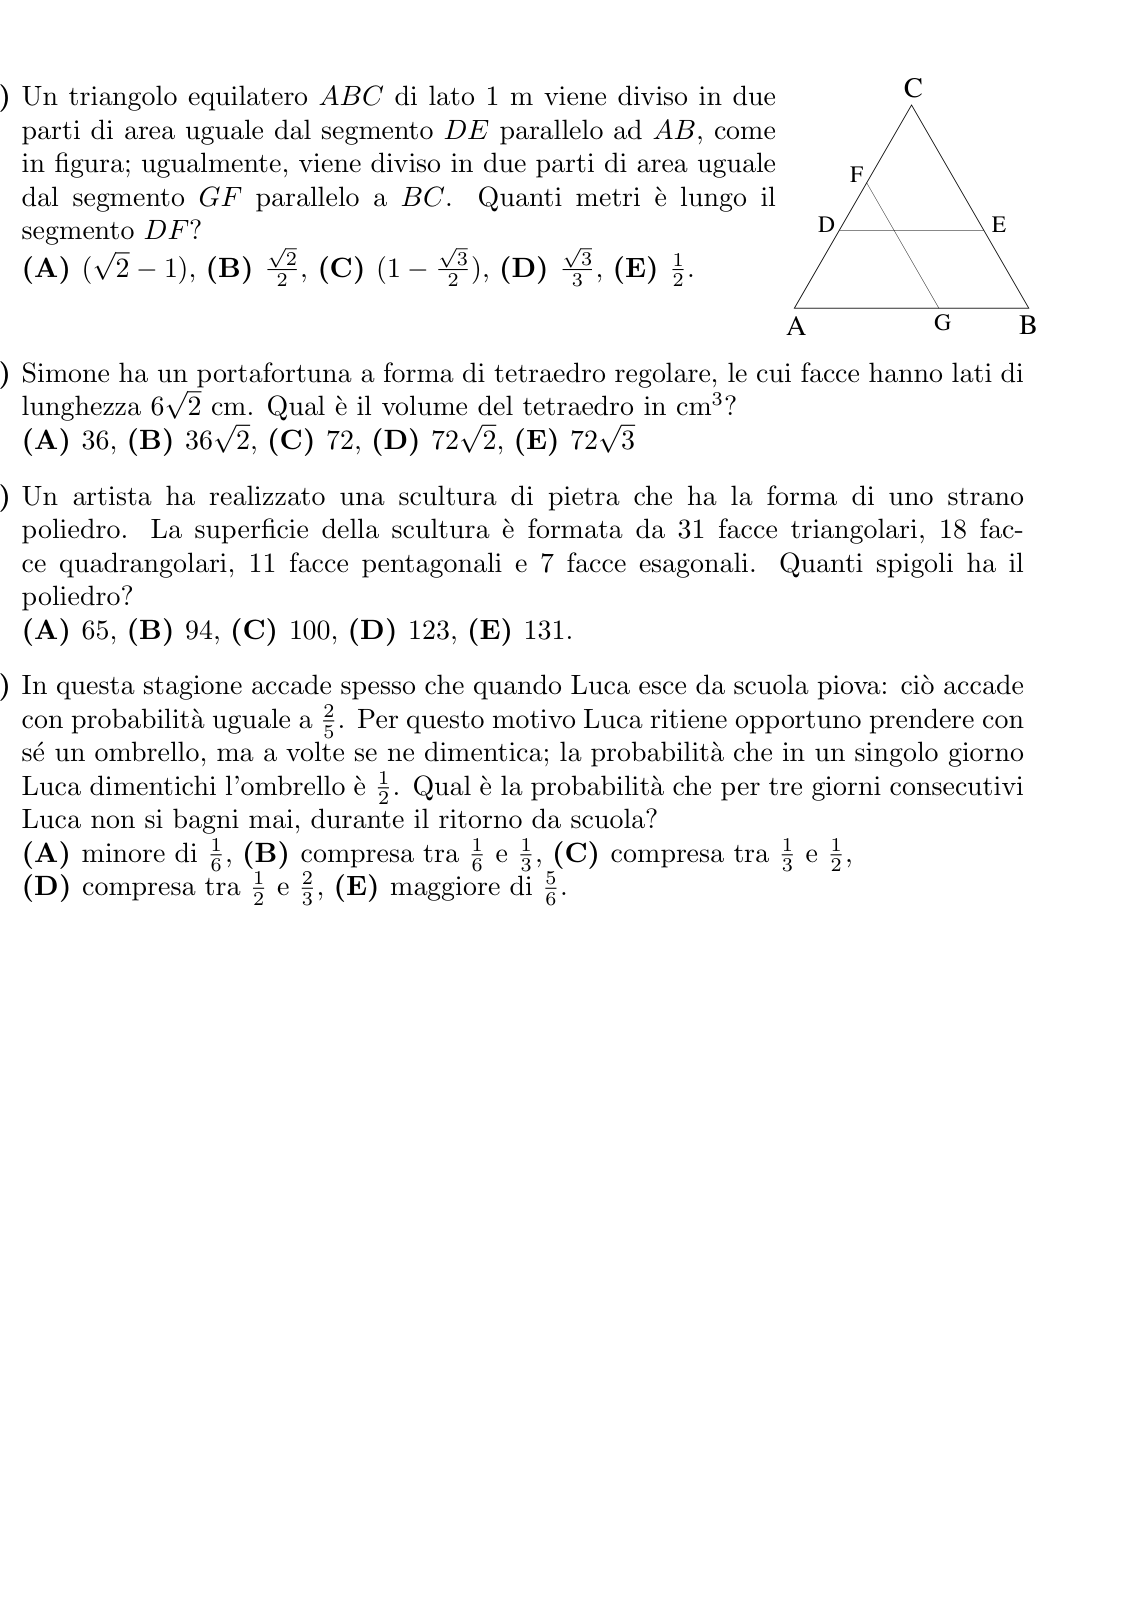 ) Un triangolo equilatero ABC di lato 1 m viene diviso in due
parti di area uguale dal segmento DE parallelo ad AB, come
in figura; ugualmente, viene diviso in due parti di area uguale
dal segmento GF parallelo a BC. Quanti metri è lungo il
segmento DF?
(A) (√2 − 1), (B) √2/2, (C) (1 − √3/2), (D) √3/3, (E) 1/2.
C
F
D
E
A
G
B
) Simone ha un portafortuna a forma di tetraedro regolare, le cui facce hanno lati di
lunghezza 6√2 cm. Qual è il volume del tetraedro in cm³?
(A) 36, (B) 36√2, (C) 72, (D) 72√2, (E) 72√3
) Un artista ha realizzato una scultura di pietra che ha la forma di uno strano
poliedro. La superficie della scultura è formata da 31 facce triangolari, 18 fac-
ce quadrangolari, 11 facce pentagonali e 7 facce esagonali. Quanti spigoli ha il
poliedro?
(A) 65, (B) 94, (C) 100, (D) 123, (E) 131.
) In questa stagione accade spesso che quando Luca esce da scuola piova: ciò accade
con probabilità uguale a 2/5. Per questo motivo Luca ritiene opportuno prendere con
sé un ombrello, ma a volte se ne dimentica; la probabilità che in un singolo giorno
Luca dimentichi l'ombrello è 1/2. Qual è la probabilità che per tre giorni consecutivi
Luca non si bagni mai, durante il ritorno da scuola?
(A) minore di 1/6, (B) compresa tra 1/6 e 1/3, (C) compresa tra 1/3 e 1/2,
(D) compresa tra 1/2 e 2/3, (E) maggiore di 5/6.